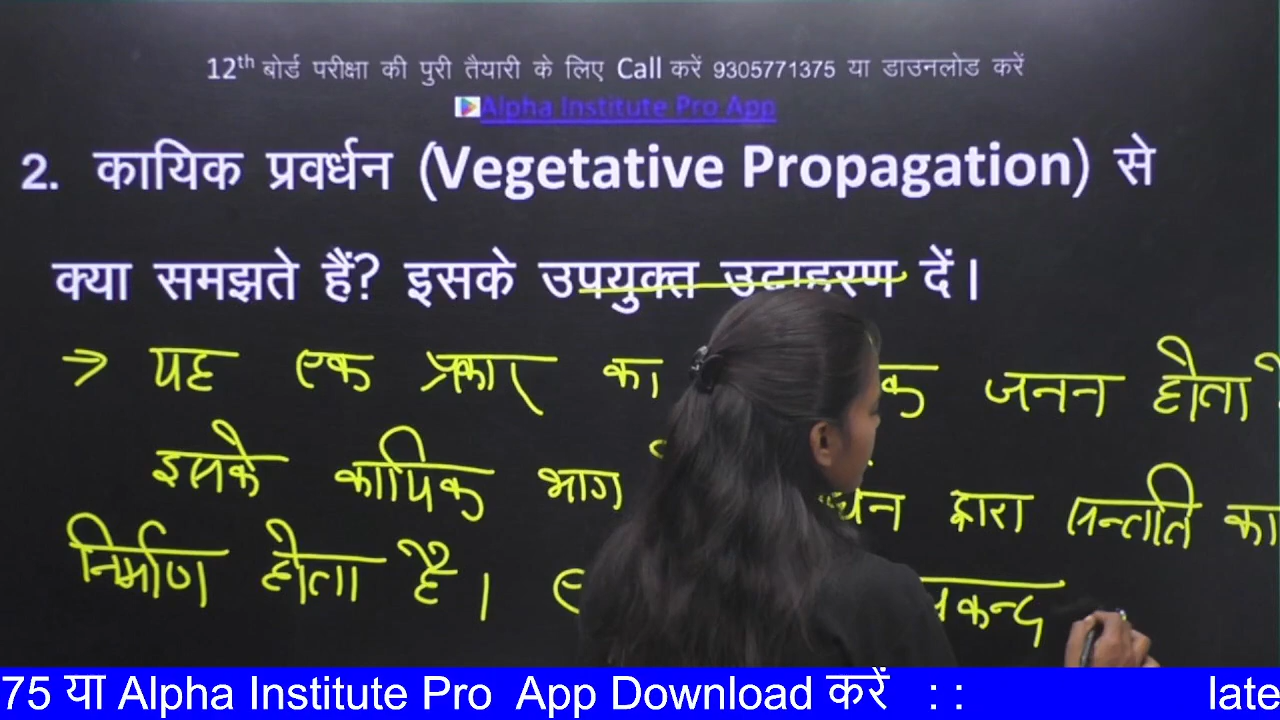 12th बोर्ड परीक्षा की पुरी तैयारी के लिए Call करें 9305771375 या डाउनलोड करें
Alpha Institute Pro App
2. कायिक प्रवर्धन (Vegetative Propagation) से
क्या समझते हैं? इसके उपयुक्त उदाहरण दें।
→ यह एक प्रकार का क जनन होता
इसके कायिक भाग द्वारा सन्तति का
निर्माण होता है। कन्द
75 या Alpha Institute Pro App Download करें : : late